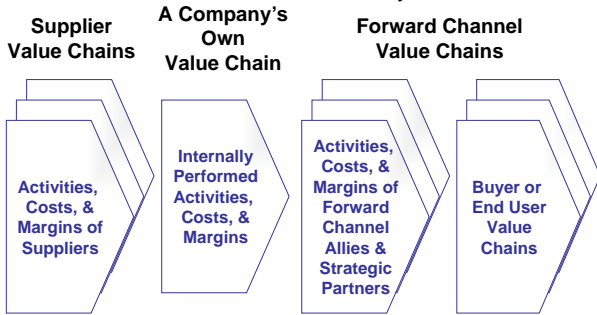 Supplier
Value Chains
A Company's
Own
Value Chain
Forward Channel
Value Chains
Activities,
Costs, &
Margins of
Suppliers
Internally
Performed
Activities,
Costs, &
Margins
Activities,
Costs, &
Margins of
Forward
Channel
Allies &
Strategic
Partners
Buyer or
End User
Value
Chains